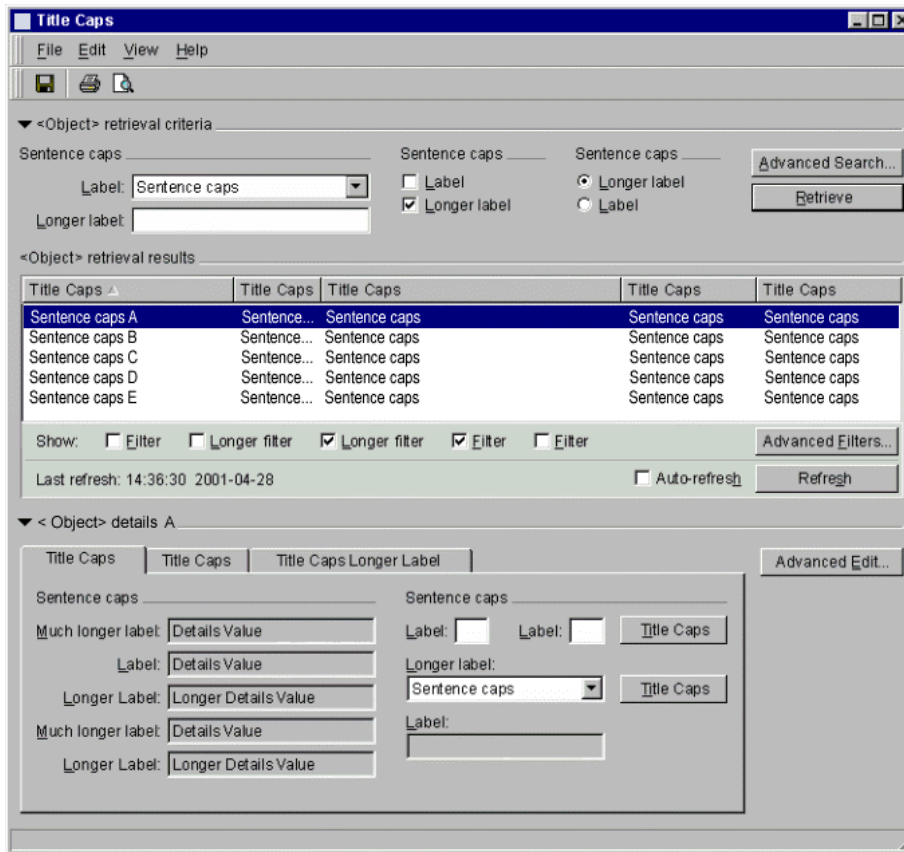 Title Caps
File Edit View Help
<Object> retrieval criteria
Sentence caps Sentence caps Sentence caps
Advanced Search...
Label: Sentence caps Label Longer label
Retrieve
Longer label: Longer label Label
<Object> retrieval results
Title Caps Title Caps Title Caps Title Caps Title Caps
Sentence caps A Sentence... Sentence caps Sentence caps Sentence caps
Sentence caps B Sentence... Sentence caps Sentence caps Sentence caps
Sentence caps C Sentence... Sentence caps Sentence caps Sentence caps
Sentence caps D Sentence... Sentence caps Sentence caps Sentence caps
Sentence caps E Sentence... Sentence caps Sentence caps Sentence caps
Show: Filter Longer filter Longer filter Filter Filter Advanced Filters...
Last refresh: 14:36:30 2001-04-28 Auto-refresh Refresh
< Object> details A
Title Caps Title Caps Title Caps Longer Label Advanced Edit...
Sentence caps Sentence caps
Much longer label: Details Value Label: Label: Title Caps
Label: Details Value Longer label:
Longer Label: Longer Details Value Sentence caps Title Caps
Much longer label: Details Value Label:
Longer Label: Longer Details Value